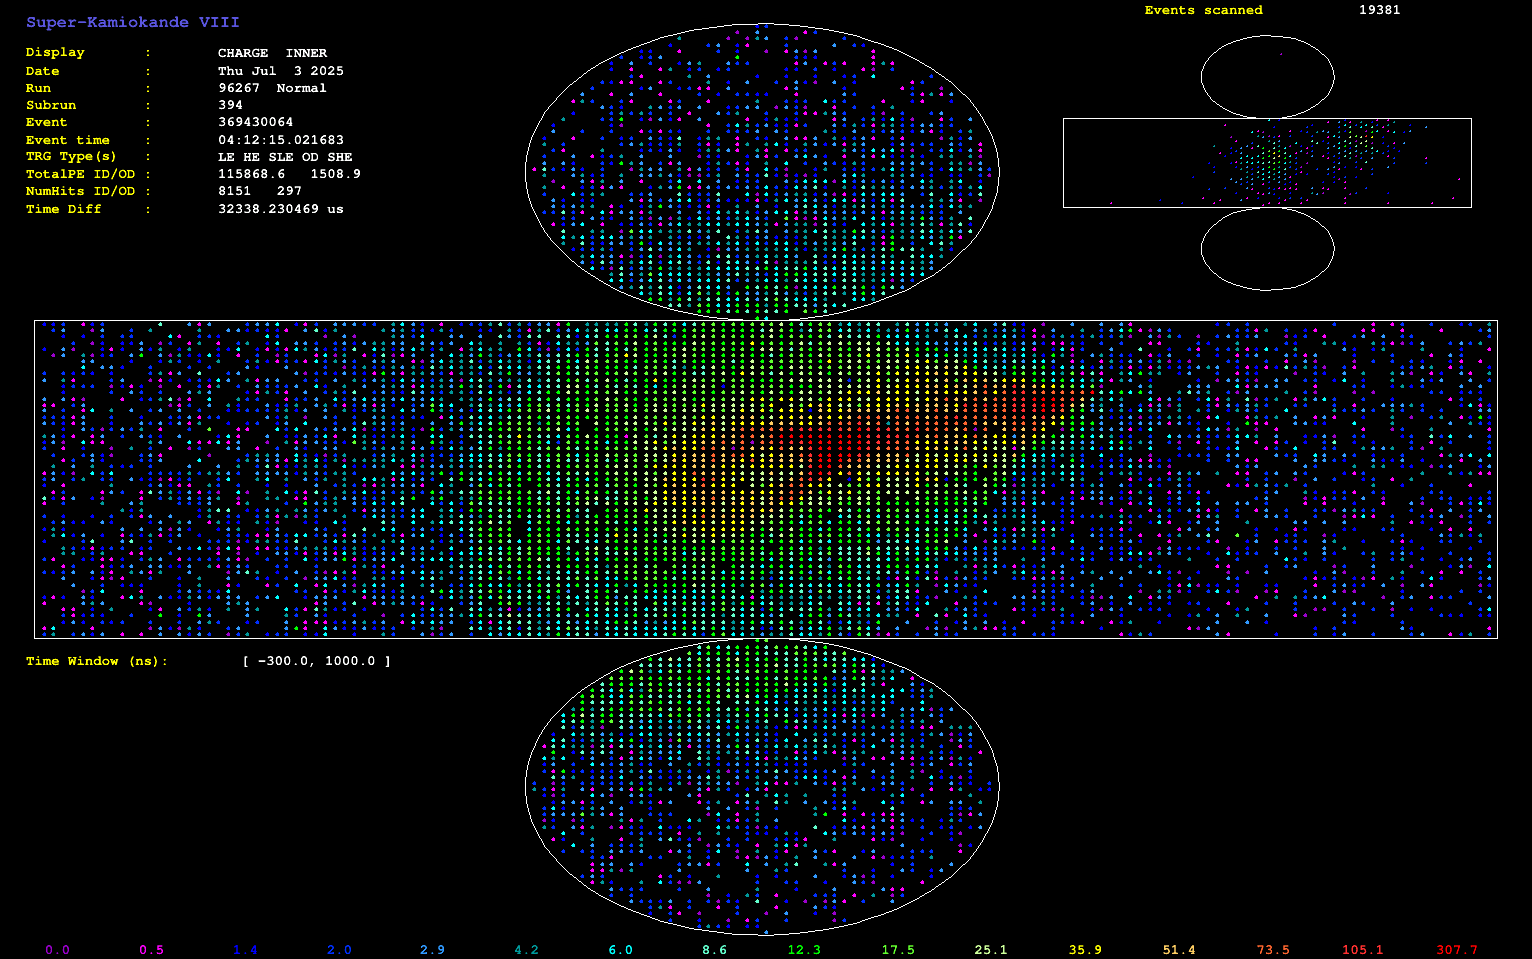 Super-Kamiokande VIII
Display : CHARGE INNER
Date : Thu Jul 3 2025
Run : 96267 Normal
Subrun : 394
Event : 369430064
Event time : 04:12:15.021683
TRG Type(s) : LE HE SLE OD SHE
TotalPE ID/OD : 115868.6 1508.9
NumHits ID/OD : 8151 297
Time Diff : 32338.230469 us
Events scanned 19381
Time Window (ns): [ -300.0, 1000.0 ]
0.0 0.5 1.4 2.0 2.9 4.2 6.0 8.6 12.3 17.5 25.1 35.9 51.4 73.5 105.1 307.7